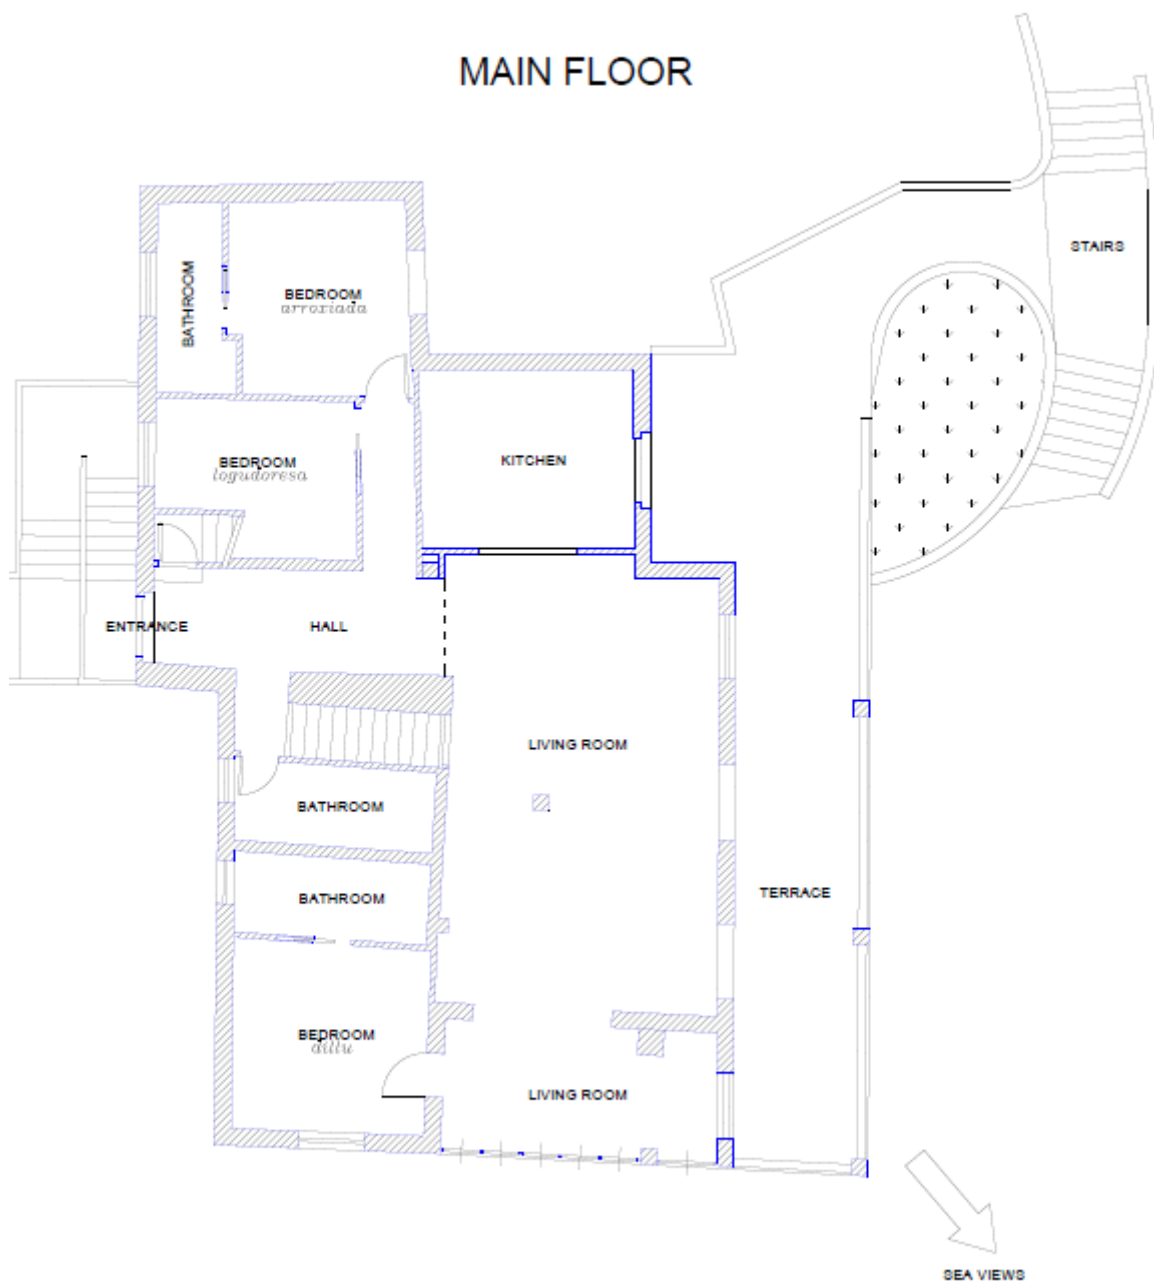 MAIN FLOOR
STAIRS
BATHROOM
BEDROOM
arroxiada
BEDROOM
logudoresa
KITCHEN
ENTRANCE
HALL
LIVING ROOM
BATHROOM
BATHROOM
TERRACE
BEDROOM
dillu
LIVING ROOM
SEA VIEWS